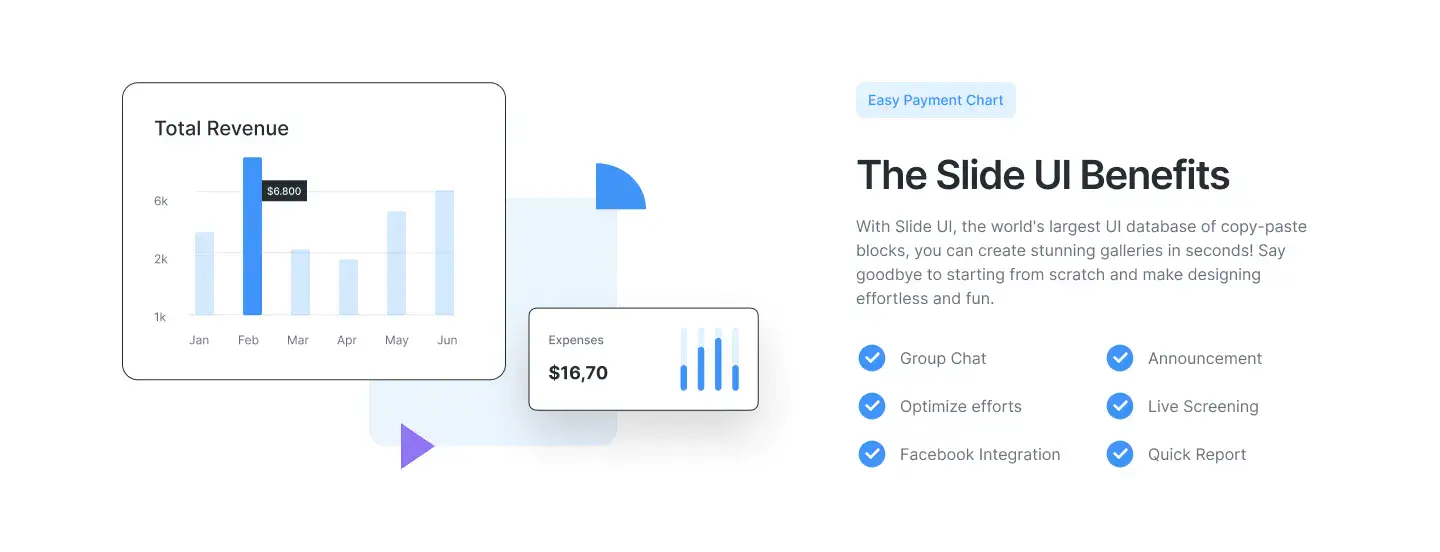 Total Revenue
$6.800
6k
2k
1k
Jan Feb Mar Apr May Jun
Expenses
$16,70
Easy Payment Chart
The Slide UI Benefits
With Slide UI, the world's largest UI database of copy-paste
blocks, you can create stunning galleries in seconds! Say
goodbye to starting from scratch and make designing
effortless and fun.
Group Chat
Announcement
Optimize efforts
Live Screening
Facebook Integration
Quick Report